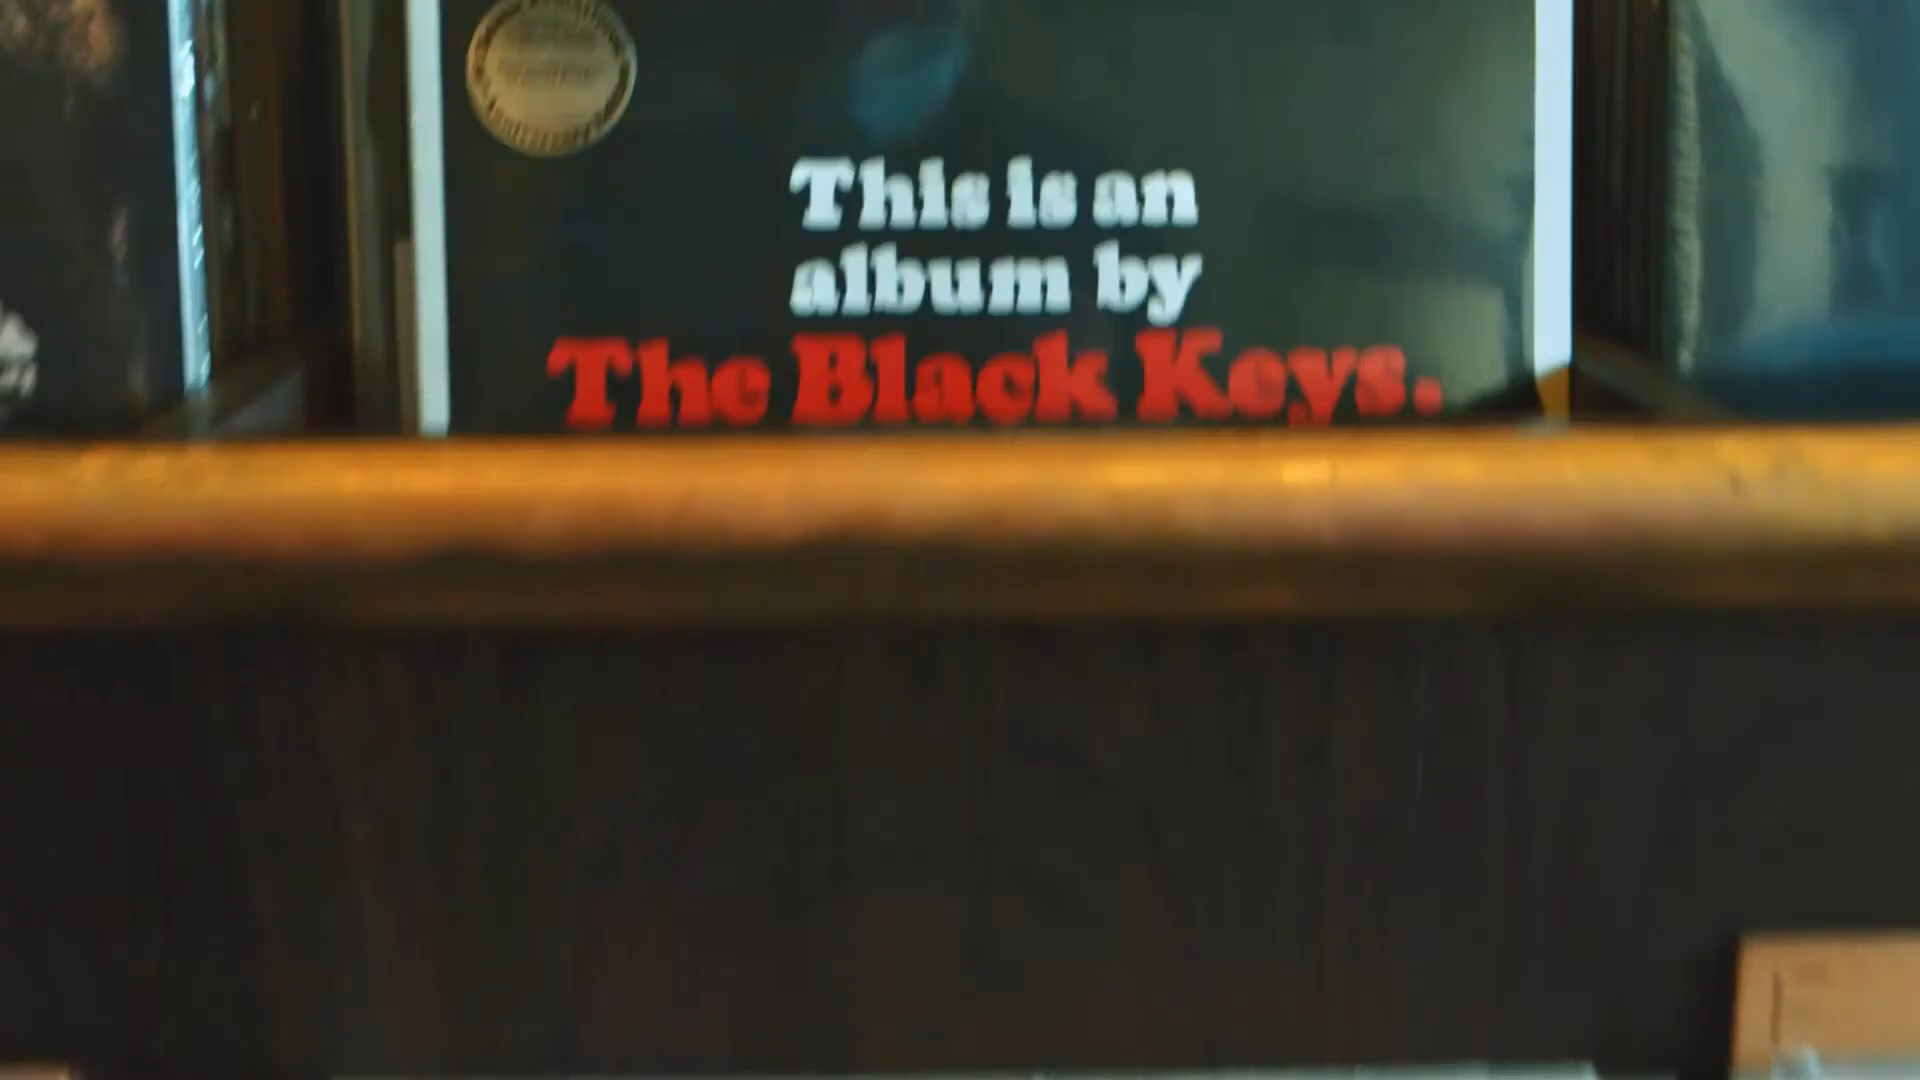 This is an
album by
The Black Keys.